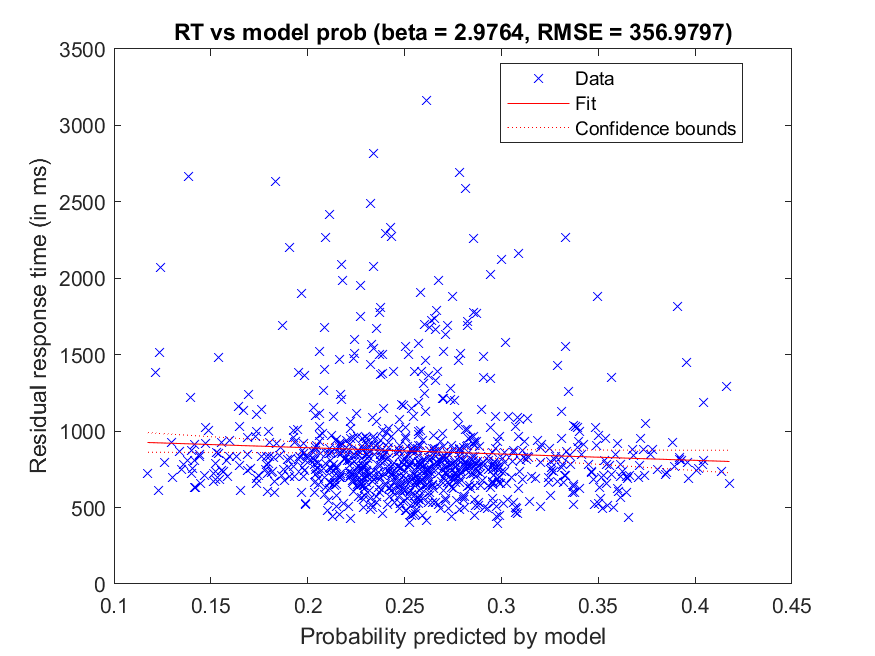 RT vs model prob (beta = 2.9764, RMSE = 356.9797)
3500
3000
2500
2000
1500
1000
500
0
Residual response time (in ms)
Data
Fit
Confidence bounds
0.1 0.15 0.2 0.25 0.3 0.35 0.4 0.45
Probability predicted by model